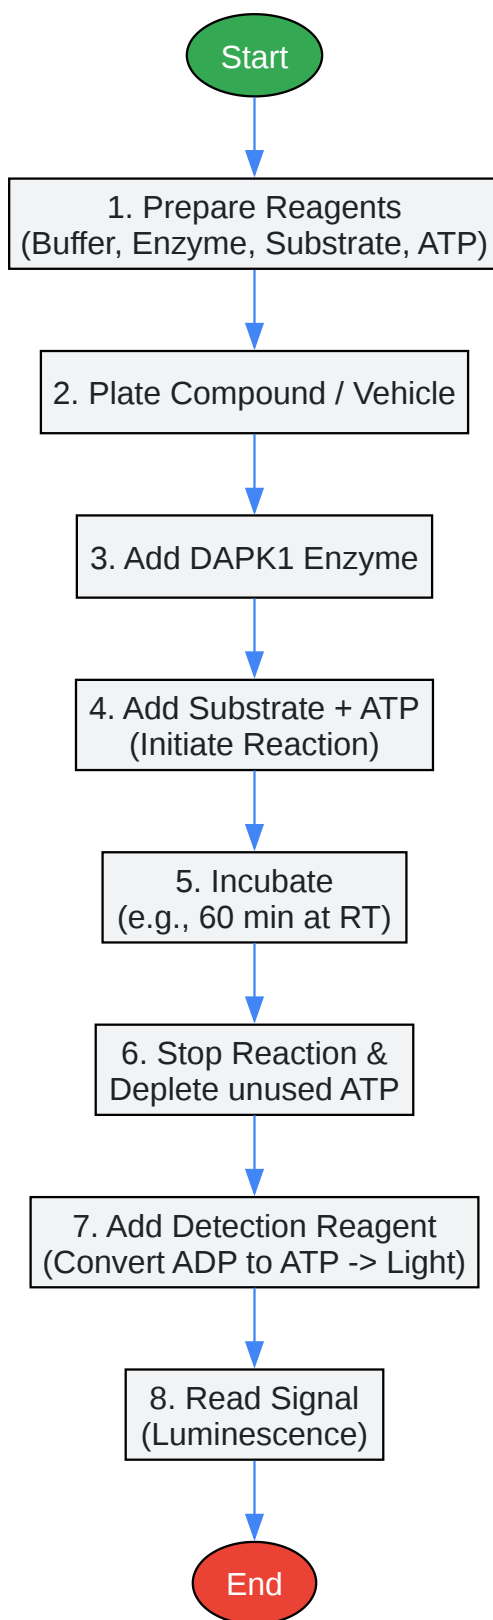 Start
1. Prepare Reagents
(Buffer, Enzyme, Substrate, ATP)
2. Plate Compound / Vehicle
3. Add DAPK1 Enzyme
4. Add Substrate + ATP
(Initiate Reaction)
5. Incubate
(e.g., 60 min at RT)
6. Stop Reaction &
Deplete unused ATP
7. Add Detection Reagent
(Convert ADP to ATP -> Light)
8. Read Signal
(Luminescence)
End